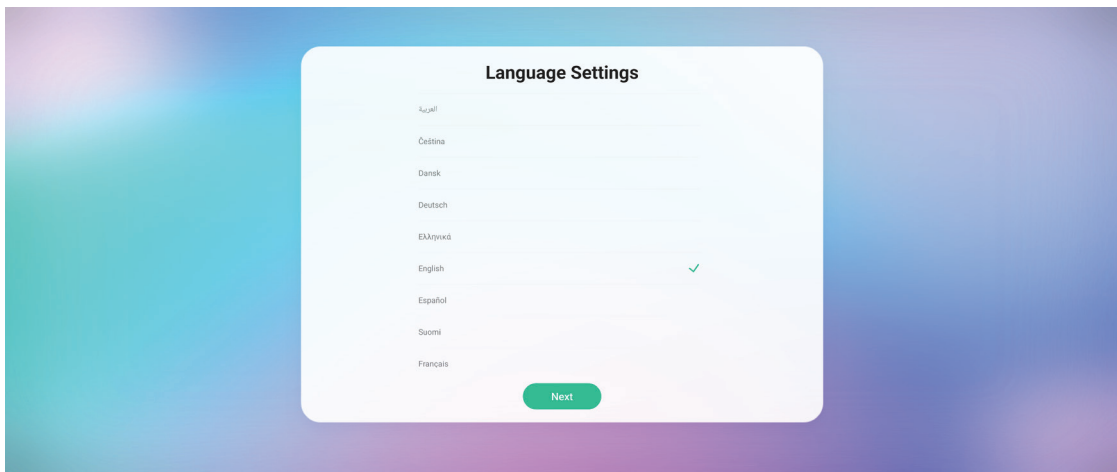 Language Settings
العربية
Čeština
Dansk
Deutsch
Ελληνικά
English
Español
Suomi
Français
Next